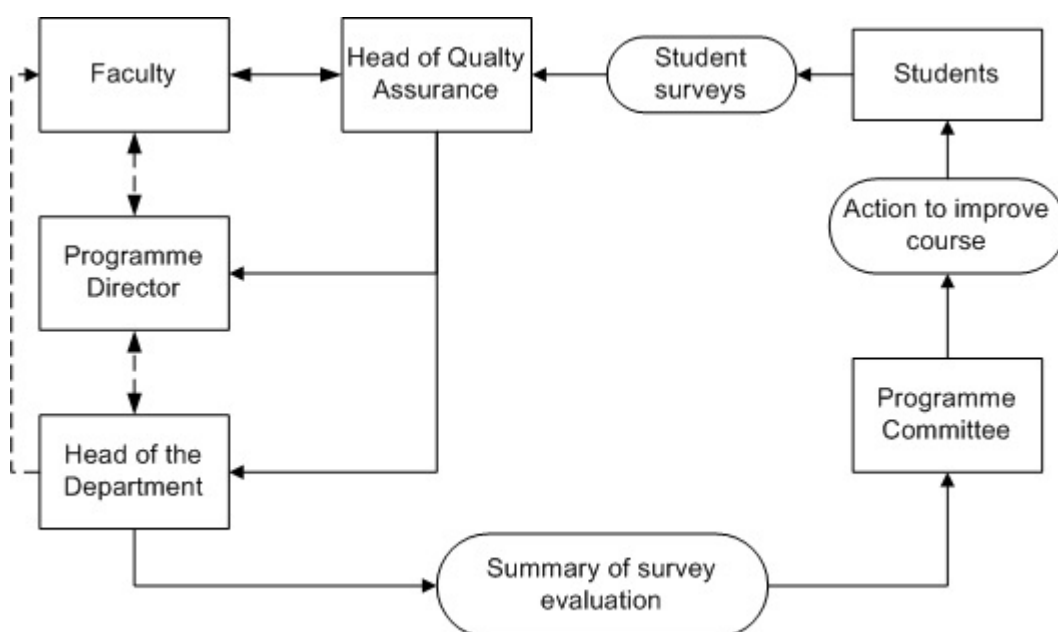 Faculty
Head of Qualty
Assurance
Student
surveys
Students
Action to improve
course
Programme
Director
Programme
Committee
Head of the
Department
Summary of survey
evaluation